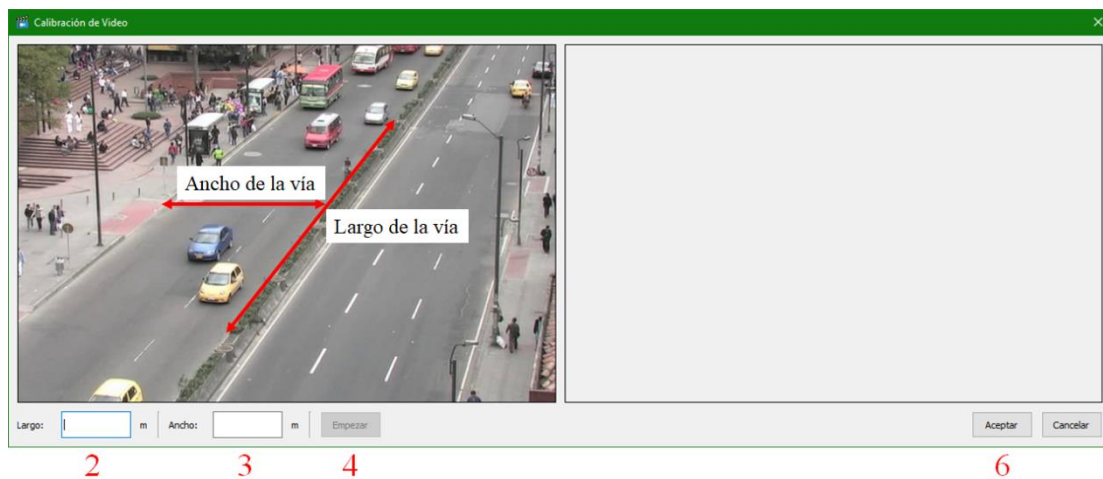 Calibración de Video
Ancho de la vía
Largo de la vía
Largo: m Ancho: m Empezar Aceptar Cancelar
2 3 4 6